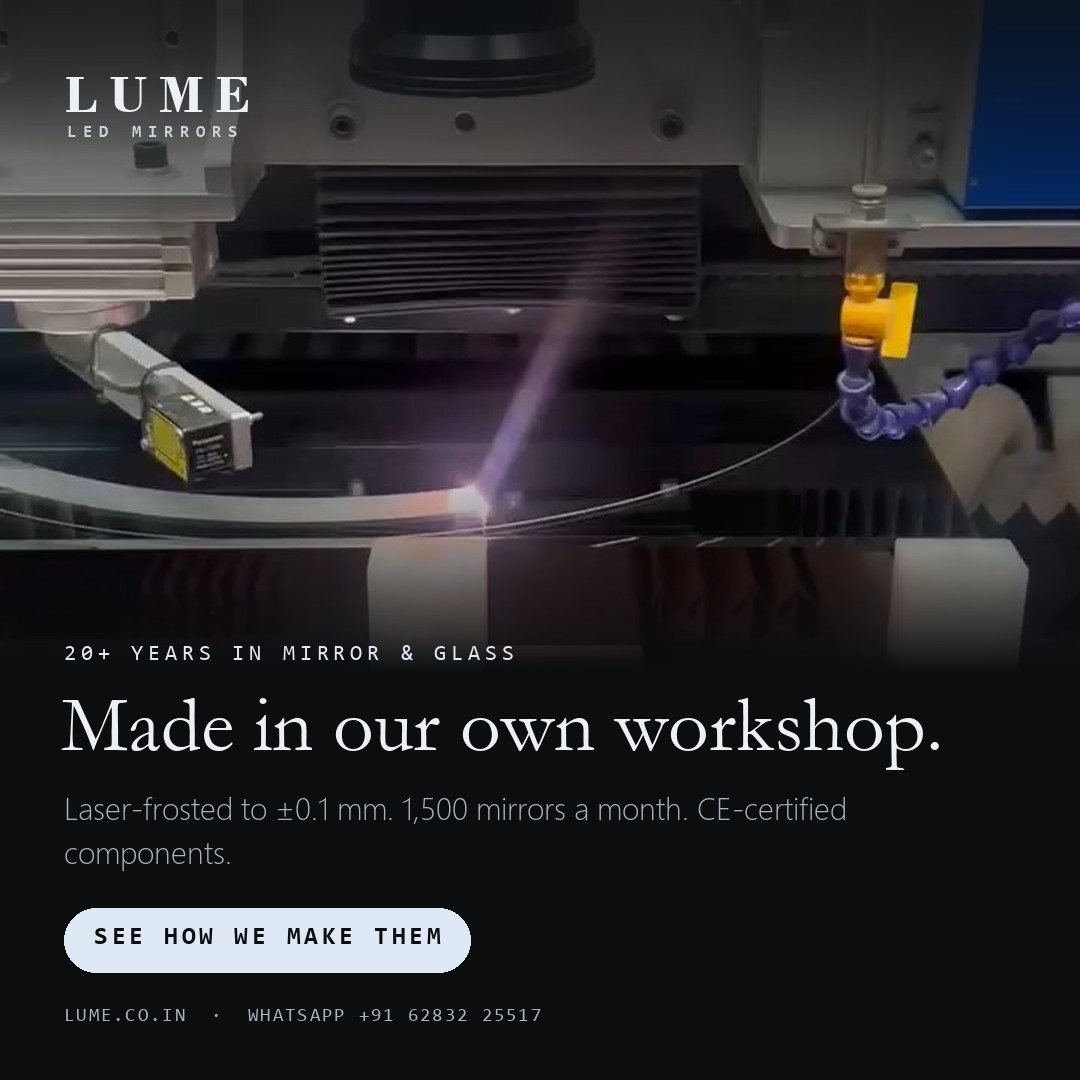 LUME
LED MIRRORS
20+ YEARS IN MIRROR & GLASS
Made in our own workshop.
Laser-frosted to ±0.1 mm. 1,500 mirrors a month. CE-certified
components.
SEE HOW WE MAKE THEM
LUME.CO.IN · WHATSAPP +91 62832 25517